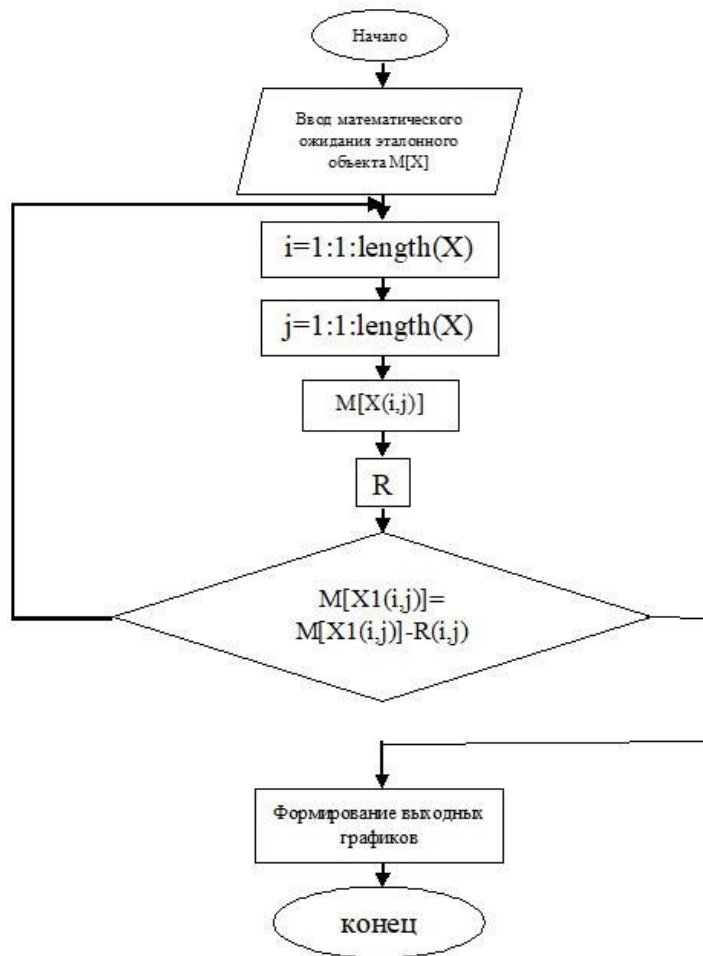 Начало
Ввод математического
ожидания эталонного
объекта M[X]
i=1:1:length(X)
j=1:1:length(X)
M[X(i,j)]
R
M[X1(i,j)]=
M[X1(i,j)]-R(i,j)
Формирование выходных
графиков
конец